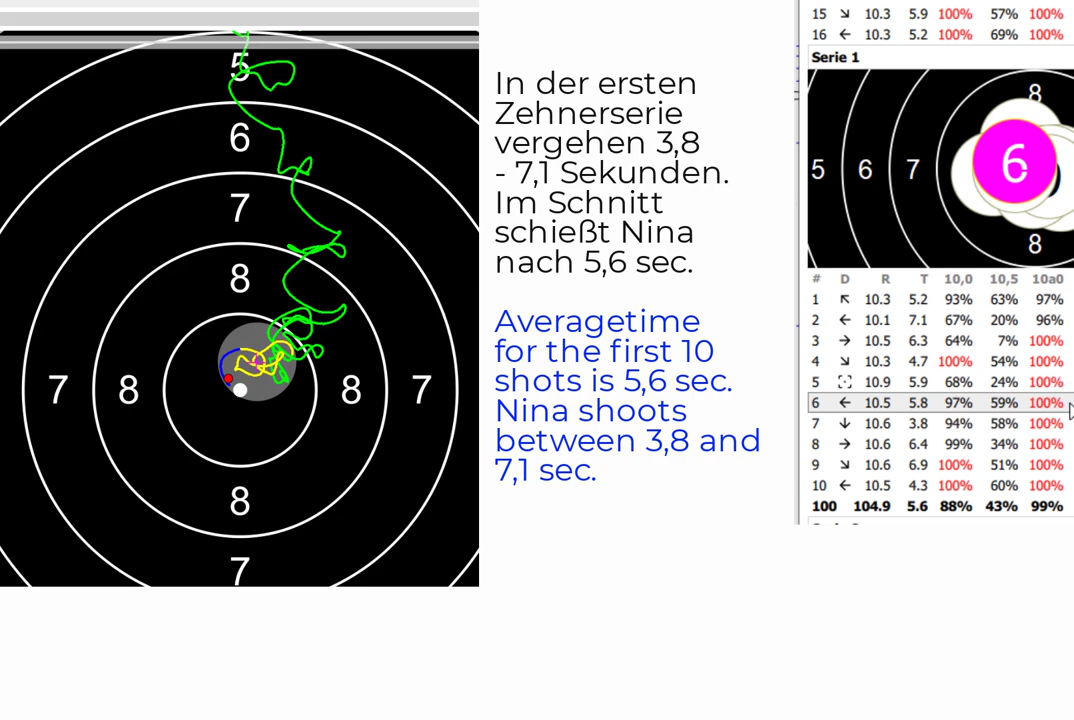 5
6
7
8
7 8 8 7
8
7
In der ersten
Zehnerserie
vergehen 3,8
- 7,1 Sekunden.
Im Schnitt
schießt Nina
nach 5,6 sec.
Averagetime
for the first 10
shots is 5,6 sec.
Nina shoots
between 3,8 and
7,1 sec.
15 ↘ 10.3 5.9 100% 57% 100%
16 ← 10.3 5.2 100% 69% 100%
Serie 1
8
5 6 7 6
8
# D R T 10,0 10,5 10a0
1 ↖ 10.3 5.2 93% 63% 97%
2 ← 10.1 7.1 67% 20% 96%
3 → 10.5 6.3 64% 7% 100%
4 ↘ 10.3 4.7 100% 54% 100%
5 10.9 5.9 68% 24% 100%
6 ← 10.5 5.8 97% 59% 100%
7 ↓ 10.6 3.8 94% 58% 100%
8 → 10.6 6.4 99% 34% 100%
9 ↘ 10.6 6.9 100% 51% 100%
10 ← 10.5 4.3 100% 60% 100%
100 104.9 5.6 88% 43% 99%